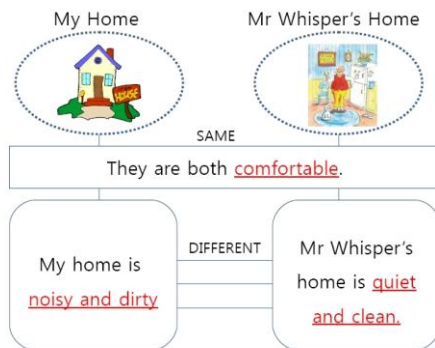 My Home
Mr Whisper's Home
HOUSE
SAME
They are both comfortable.
DIFFERENT
My home is
noisy and dirty
Mr Whisper's
home is quiet
and clean.